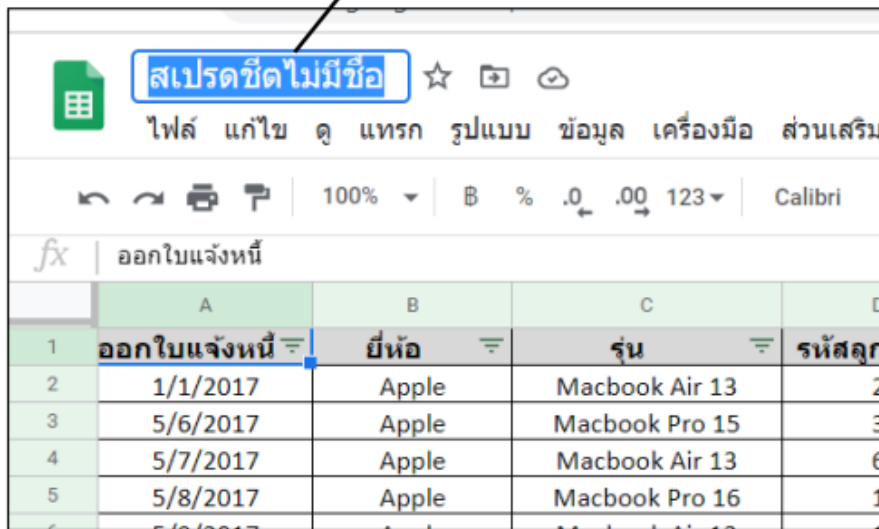 สเปรดชีตไม่มีชื่อ
ไฟล์ แก้ไข ดู แทรก รูปแบบ ข้อมูล เครื่องมือ ส่วนเสริม
100% ฿ % .0 .00 123 Calibri
fx ออกใบแจ้งหนี้
A B C
1 ออกใบแจ้งหนี้ ยี่ห้อ รุ่น
2 1/1/2017 Apple Macbook Air 13
3 5/6/2017 Apple Macbook Pro 15
4 5/7/2017 Apple Macbook Air 13
5 5/8/2017 Apple Macbook Pro 16